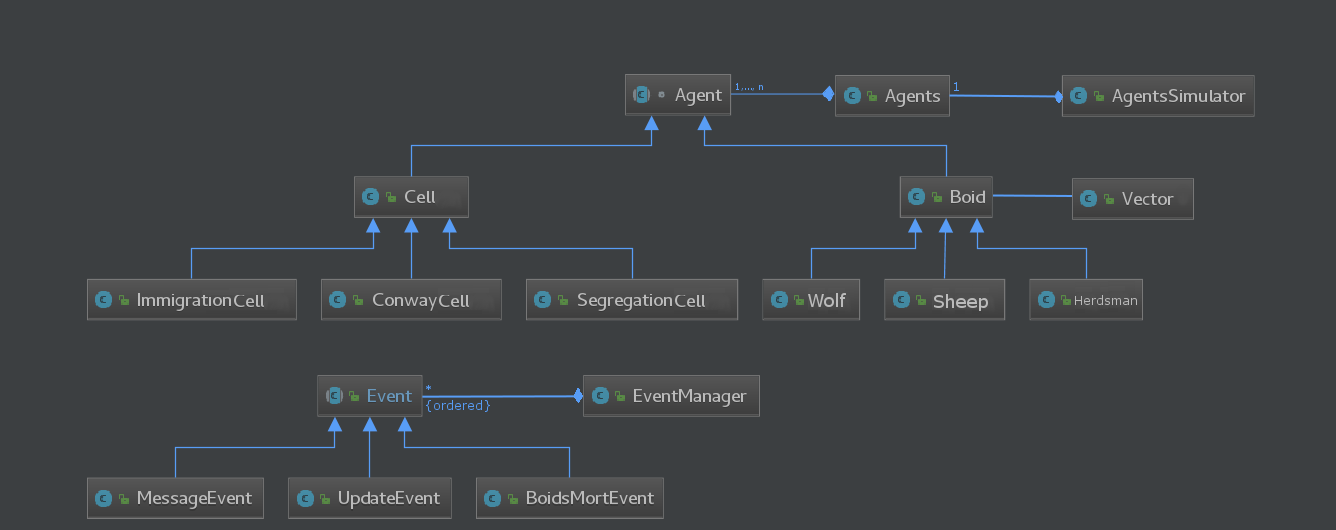 Agent
1,..., n
Agents
1
AgentsSimulator
Cell
Boid
Vector
ImmigrationCell
ConwayCell
SegregationCell
Wolf
Sheep
Herdsman
Event
*
{ordered}
EventManager
MessageEvent
UpdateEvent
BoidsMortEvent